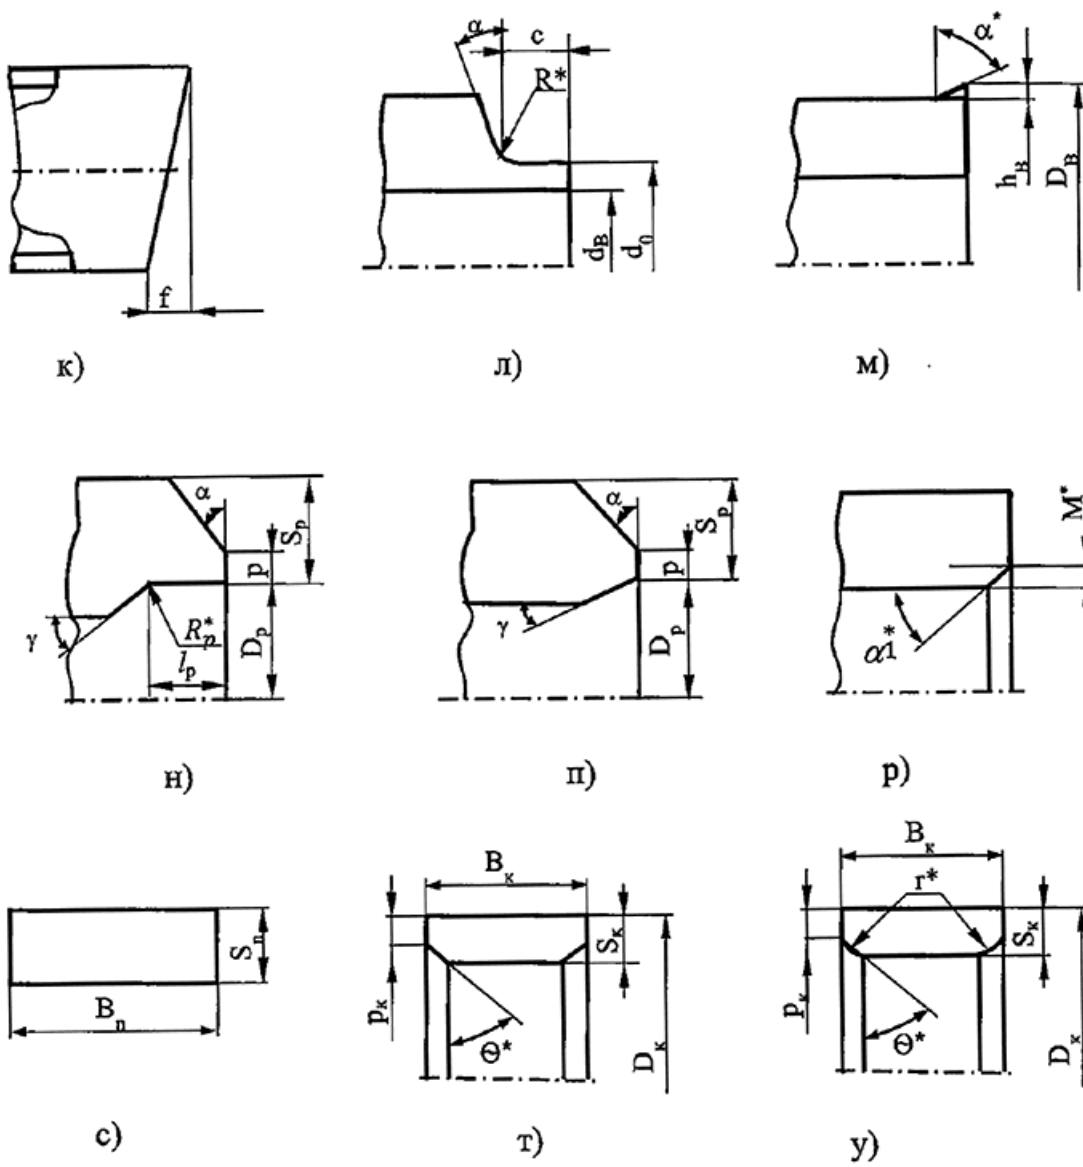 f
к)
α
c
R*
d_B
d_0
л)
α*
h_B
D_B
м)
α
S_p
p
γ
R_p*
l_p
D_p
н)
α
S_p
p
γ
D_p
п)
M*
α1*
р)
S_п
B_п
с)
B_к
S_к
p_к
Θ*
D_к
т)
B_к
r*
S_к
p_к
Θ*
D_к
у)